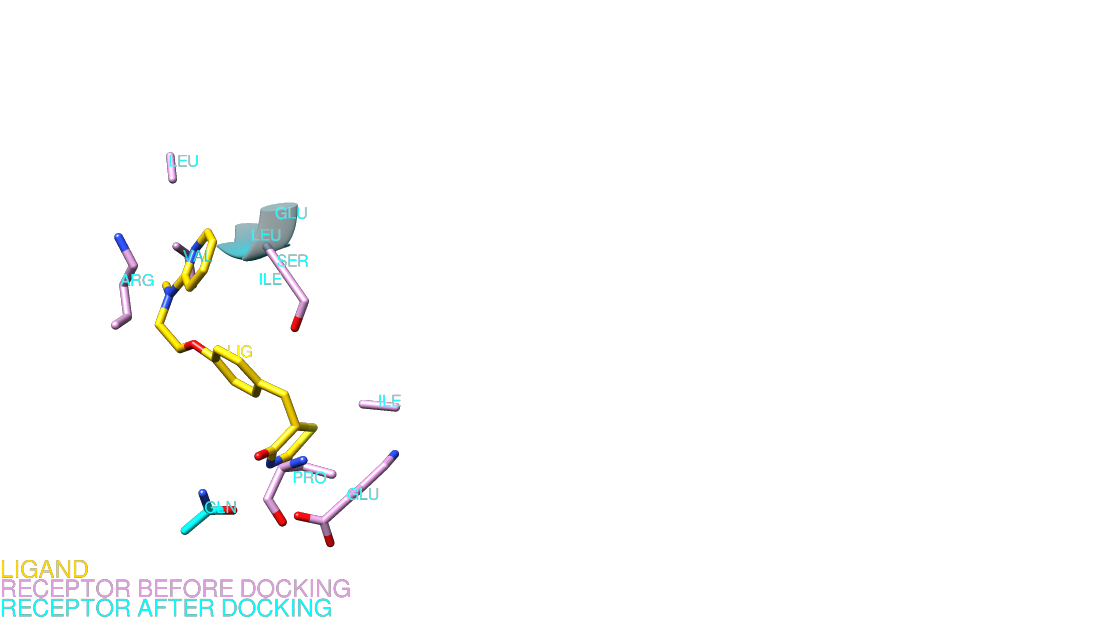 LEU
GLU
LEU
VAL
SER
ARG
ILE
LIG
ILE
PRO
GLU
GLN
LIGAND
RECEPTOR BEFORE DOCKING
RECEPTOR AFTER DOCKING